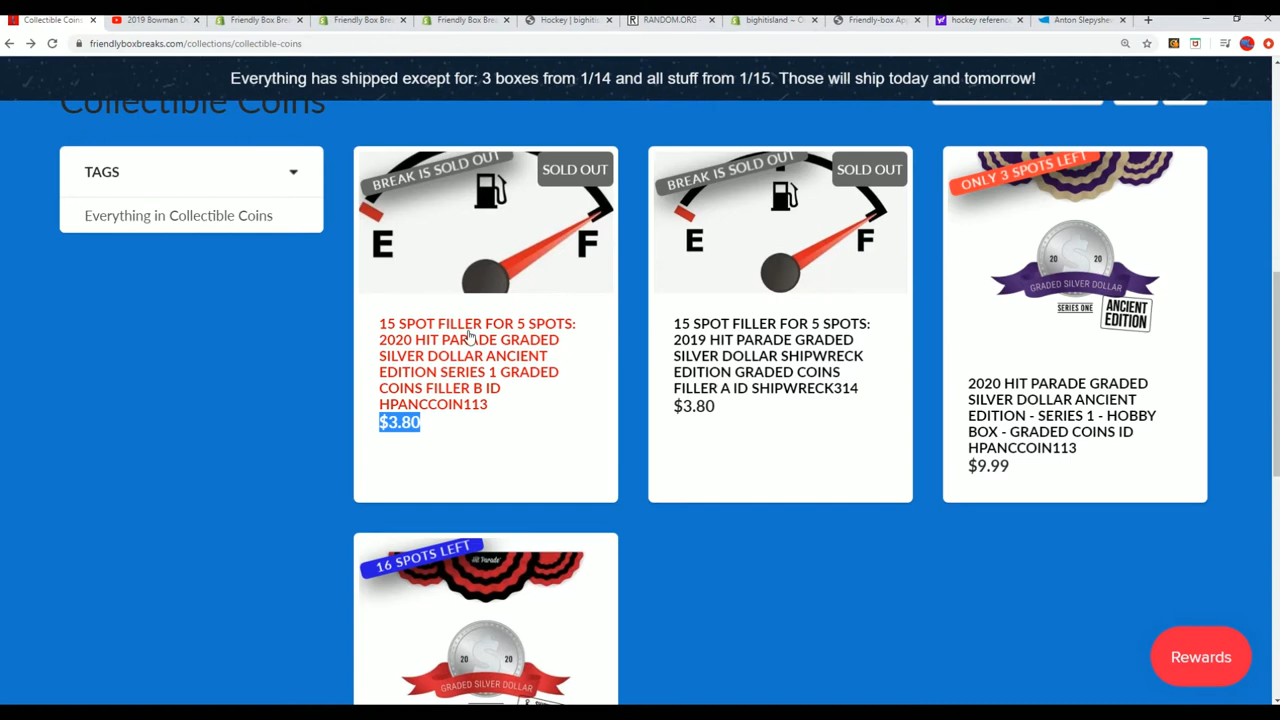 Collectible Coins
2019 Bowman D
Friendly Box Bre
Friendly Box Bre
Friendly Box Bre
Hockey | bighitis
RANDOM.ORG -
bighitisland ~ O
Friendly-box Ap
hockey reference
Anton Slepyshe
friendlyboxbreaks.com/collections/collectible-coins
Everything has shipped except for: 3 boxes from 1/14 and all stuff from 1/15. Those will ship today and tomorrow!
Collectible Coins
TAGS
Everything in Collectible Coins
BREAK IS SOLD OUT
SOLD OUT
E
F
15 SPOT FILLER FOR 5 SPOTS:
2020 HIT PARADE GRADED
SILVER DOLLAR ANCIENT
EDITION SERIES 1 GRADED
COINS FILLER B ID
HPANCCOIN113
$3.80
BREAK IS SOLD OUT
SOLD OUT
E
F
15 SPOT FILLER FOR 5 SPOTS:
2019 HIT PARADE GRADED
SILVER DOLLAR SHIPWRECK
EDITION GRADED COINS
FILLER A ID SHIPWRECK314
$3.80
ONLY 3 SPOTS LEFT
20 20
GRADED SILVER DOLLAR
SERIES ONE
ANCIENT
EDITION
2020 HIT PARADE GRADED
SILVER DOLLAR ANCIENT
EDITION - SERIES 1 - HOBBY
BOX - GRADED COINS ID
HPANCCOIN113
$9.99
16 SPOTS LEFT
Hit Parade
20 20
GRADED SILVER DOLLAR
Rewards